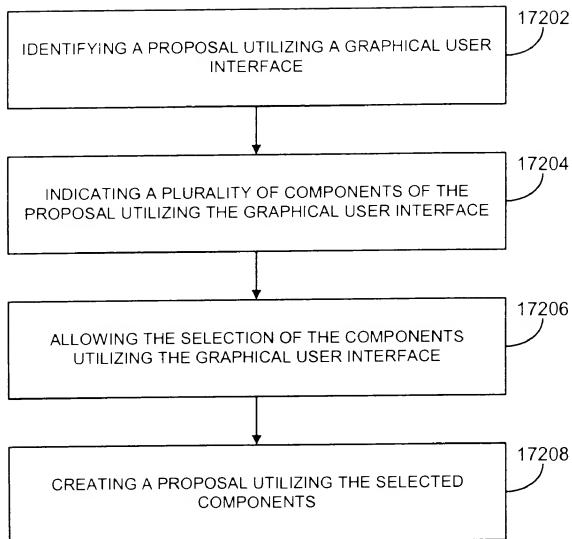 17202
IDENTIFYING A PROPOSAL UTILIZING A GRAPHICAL USER
INTERFACE
17204
INDICATING A PLURALITY OF COMPONENTS OF THE
PROPOSAL UTILIZING THE GRAPHICAL USER INTERFACE
17206
ALLOWING THE SELECTION OF THE COMPONENTS
UTILIZING THE GRAPHICAL USER INTERFACE
17208
CREATING A PROPOSAL UTILIZING THE SELECTED
COMPONENTS